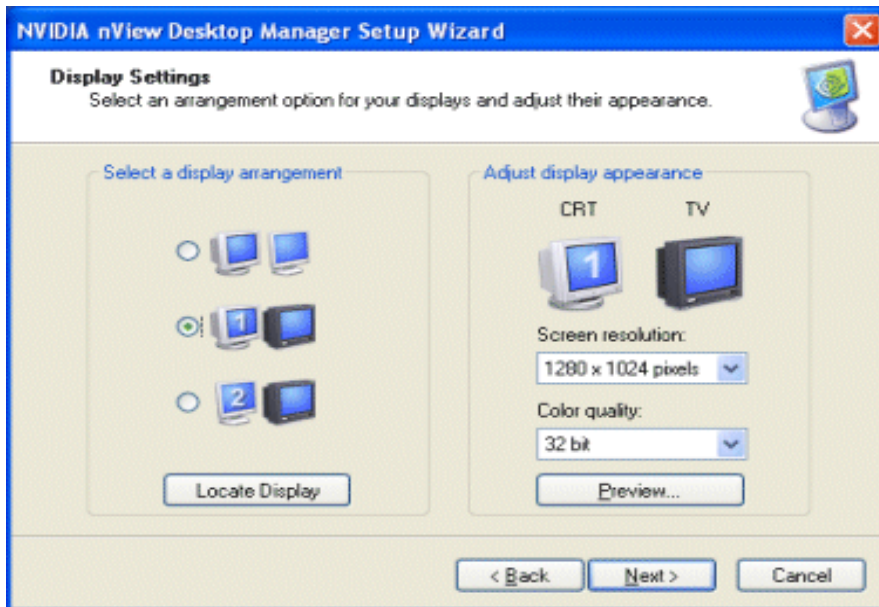 NVIDIA nView Desktop Manager Setup Wizard
Display Settings
Select an arrangement option for your displays and adjust their appearance.
Select a display arrangement
1
2
Locate Display
Adjust display appearance
CRT TV
1
Screen resolution:
1280 x 1024 pixels
Color quality:
32 bit
Preview...
< Back Next > Cancel